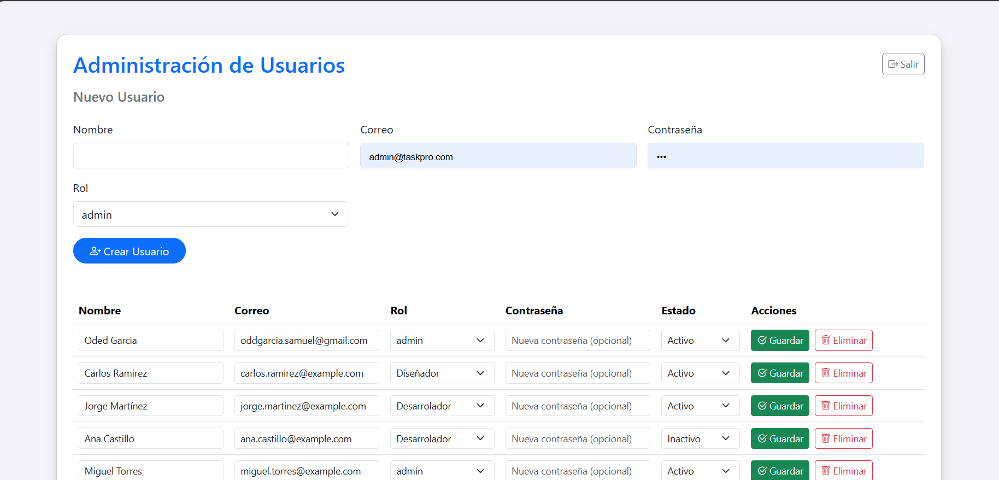 Administración de Usuarios
Salir
Nuevo Usuario
Nombre Correo Contraseña
admin@taskpro.com •••
Rol
admin
Crear Usuario
Nombre Correo Rol Contraseña Estado Acciones
Oded Garcia oddgarcia.samuel@gmail.com admin Nueva contraseña (opcional) Activo Guardar Eliminar
Carlos Ramirez carlos.ramirez@example.com Diseñador Nueva contraseña (opcional) Activo Guardar Eliminar
Jorge Martínez jorge.martinez@example.com Desarrolador Nueva contraseña (opcional) Activo Guardar Eliminar
Ana Castillo ana.castillo@example.com Desarrolador Nueva contraseña (opcional) Inactivo Guardar Eliminar
Miguel Torres miguel.torres@example.com admin Nueva contraseña (opcional) Activo Guardar Eliminar